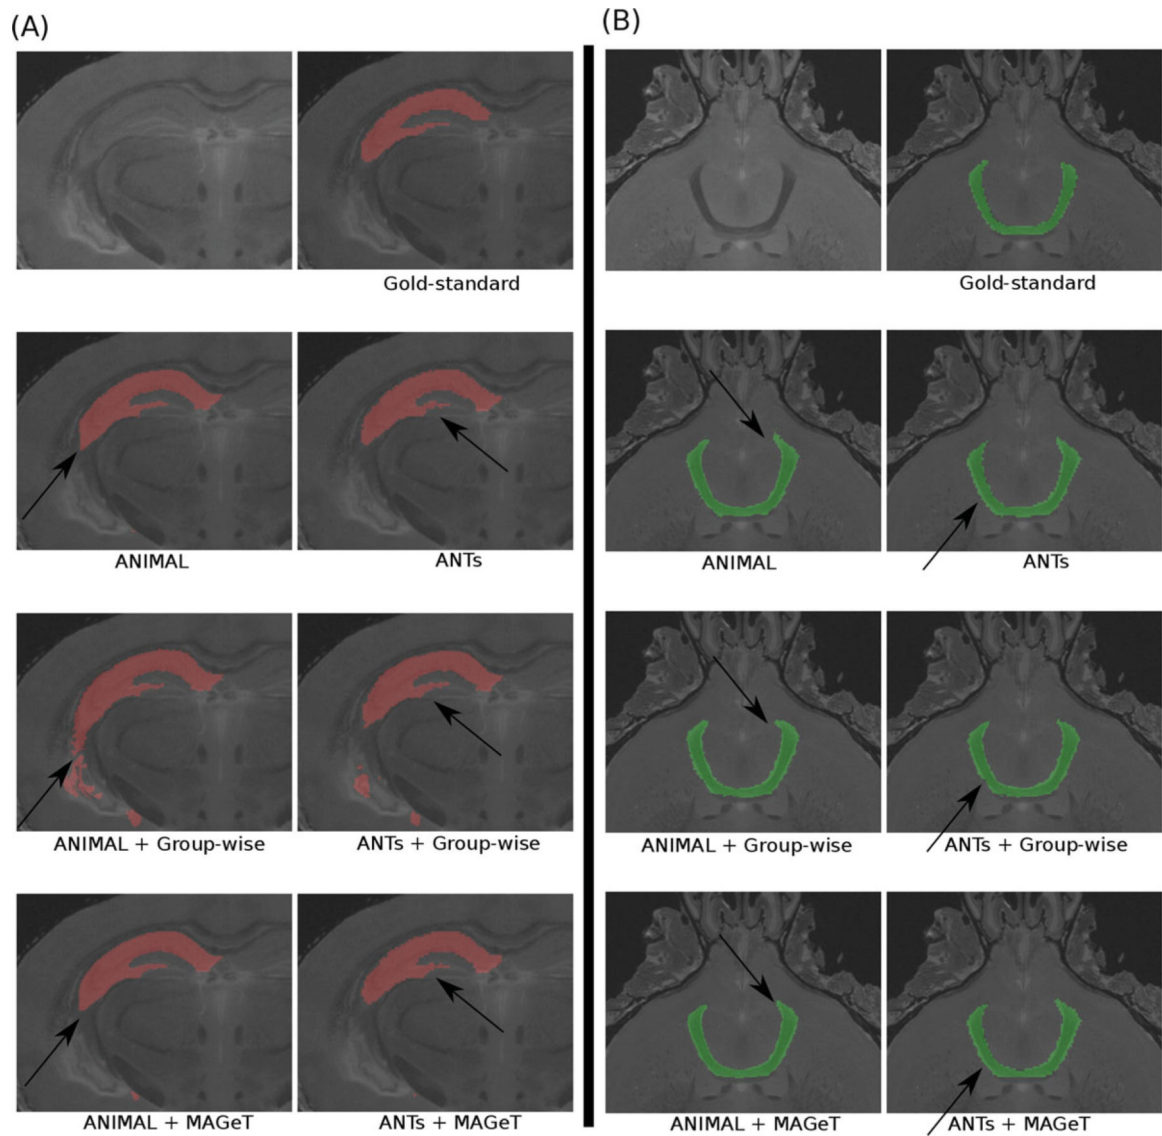 (A)
(B)
Gold-standard
Gold-standard
ANIMAL
ANTs
ANIMAL
ANTs
ANIMAL + Group-wise
ANTs + Group-wise
ANIMAL + Group-wise
ANTs + Group-wise
ANIMAL + MAGeT
ANTs + MAGeT
ANIMAL + MAGeT
ANTs + MAGeT